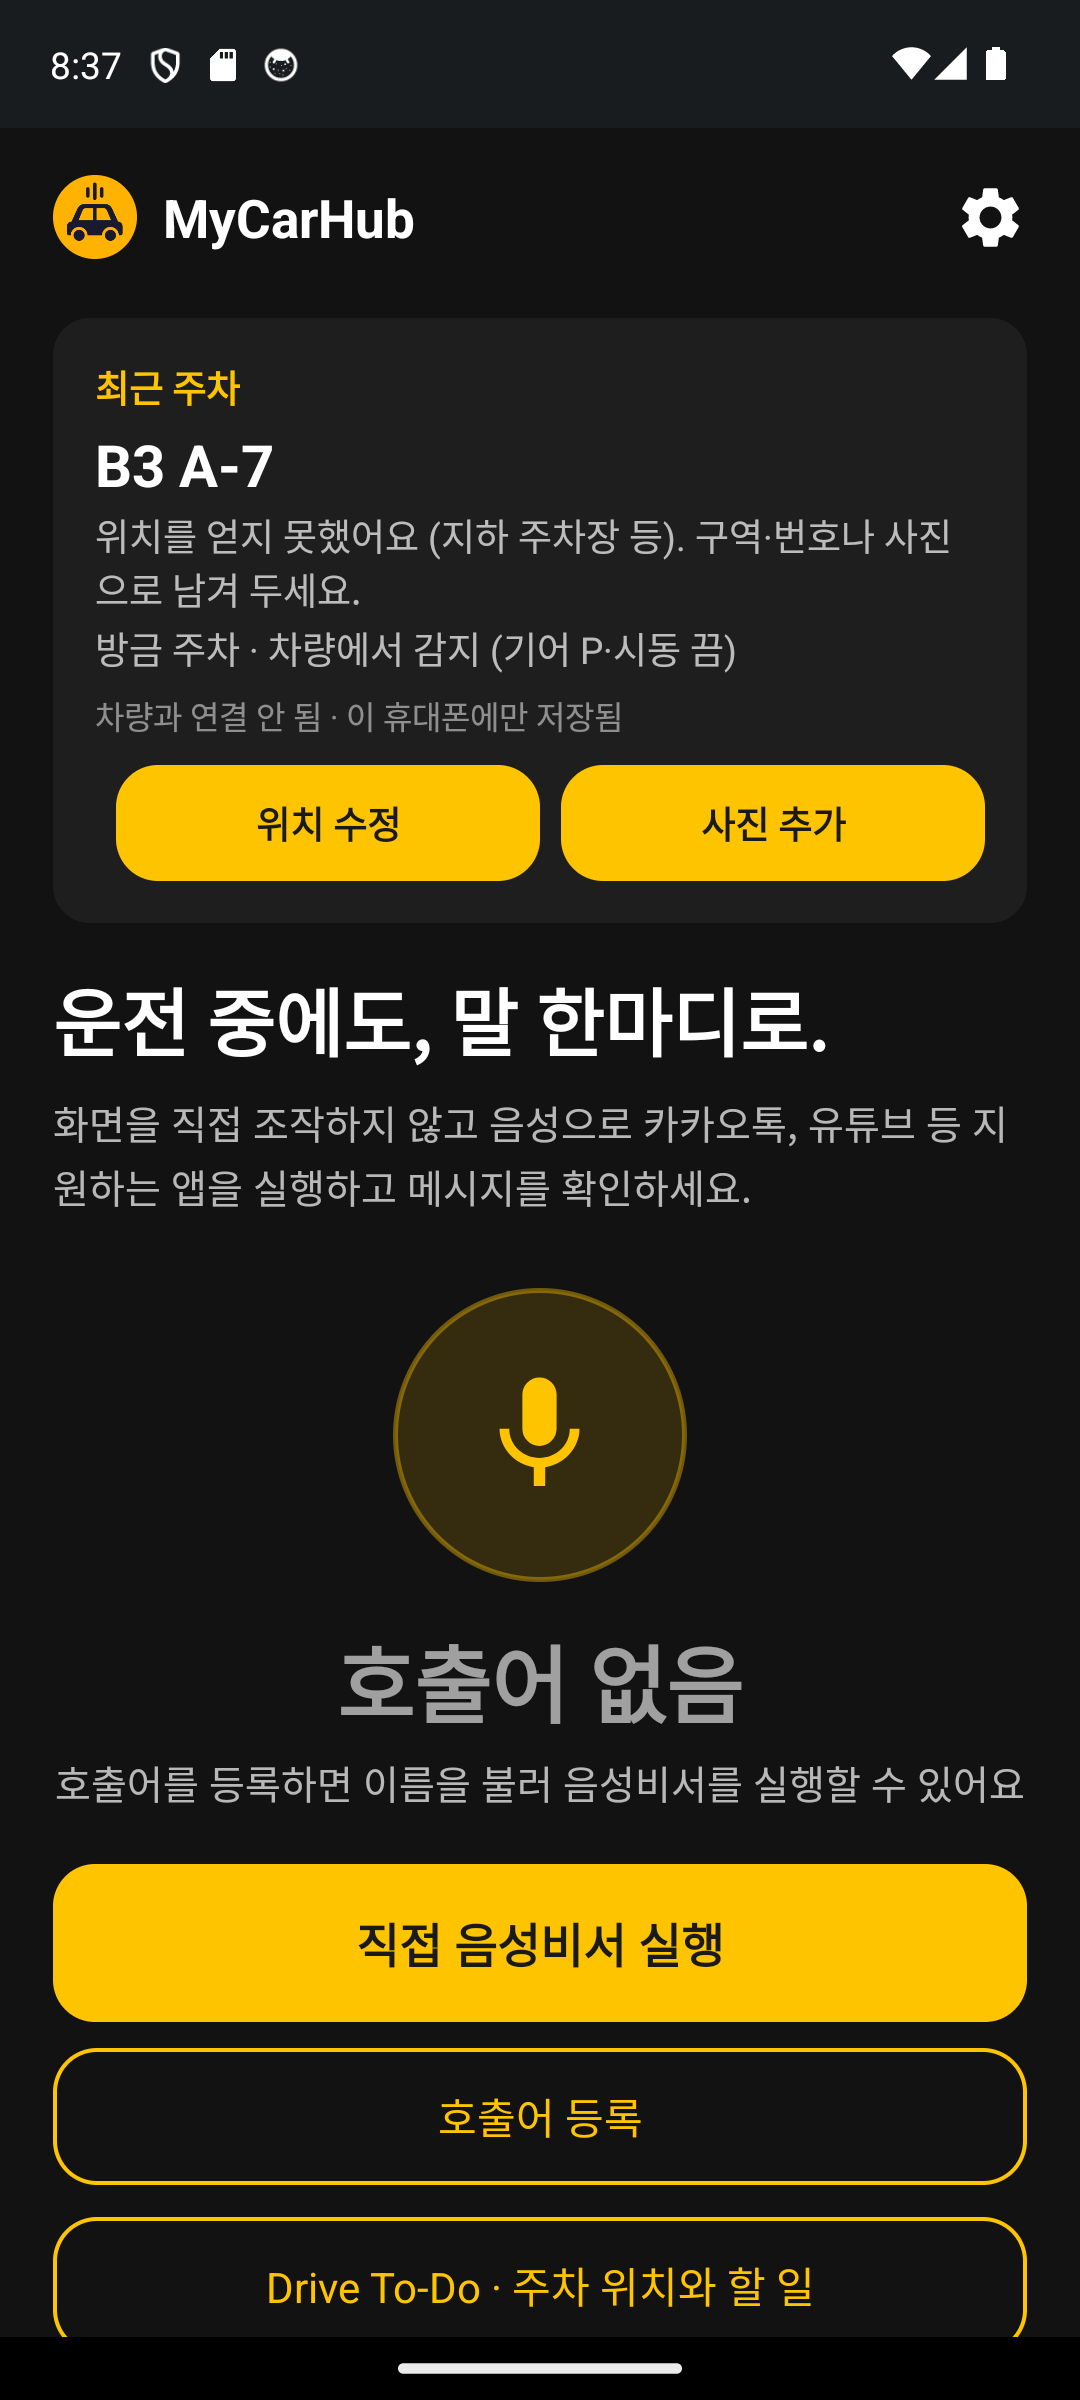 8:37
MyCarHub
최근 주차
B3 A-7
위치를 얻지 못했어요 (지하 주차장 등). 구역·번호나 사진
으로 남겨 두세요.
방금 주차 · 차량에서 감지 (기어 P·시동 끔)
차량과 연결 안 됨 · 이 휴대폰에만 저장됨
위치 수정
사진 추가
운전 중에도, 말 한마디로.
화면을 직접 조작하지 않고 음성으로 카카오톡, 유튜브 등 지
원하는 앱을 실행하고 메시지를 확인하세요.
호출어 없음
호출어를 등록하면 이름을 불러 음성비서를 실행할 수 있어요
직접 음성비서 실행
호출어 등록
Drive To-Do · 주차 위치와 할 일